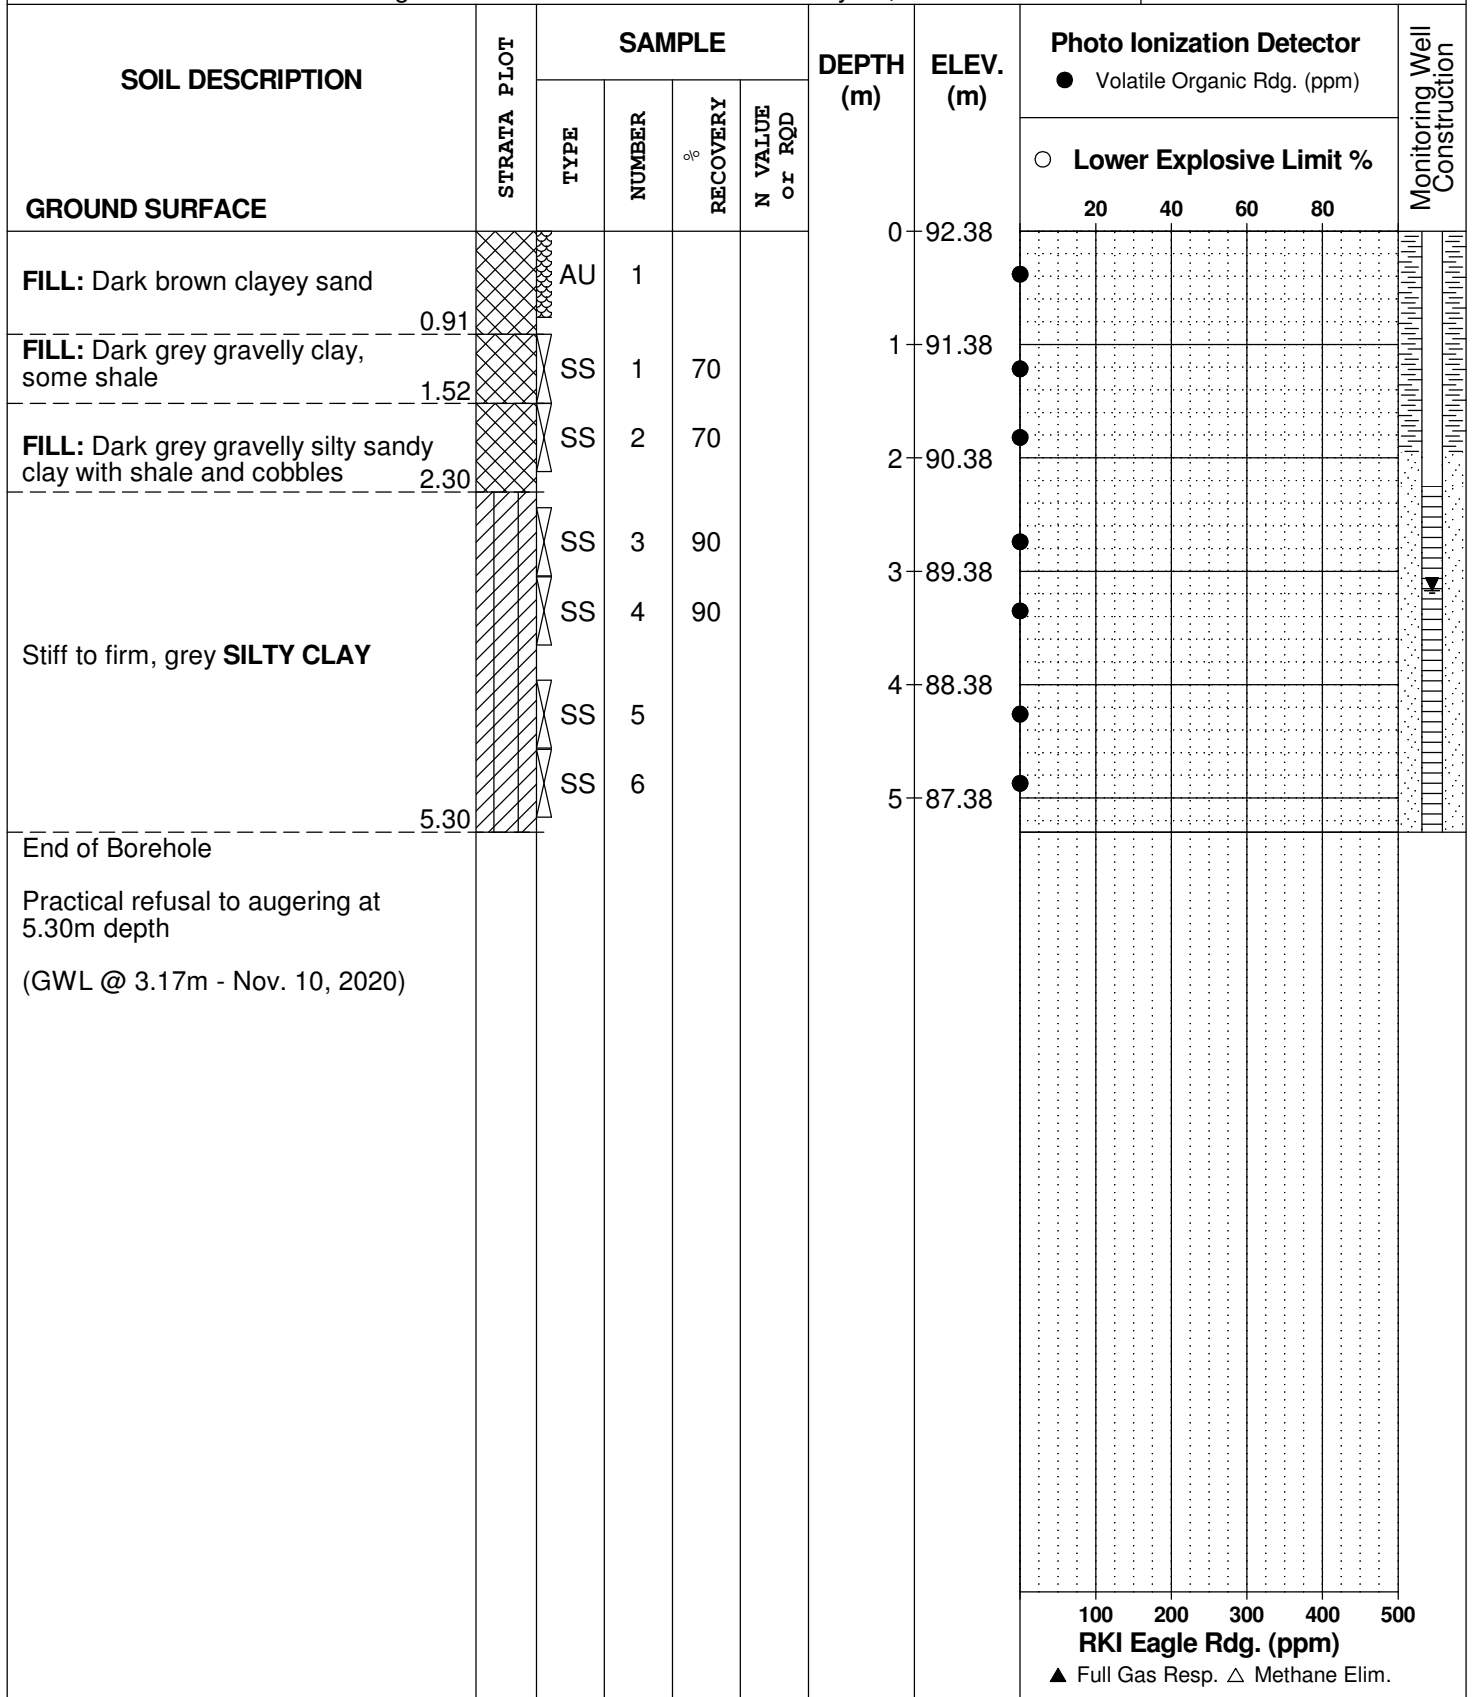 SOIL DESCRIPTION
GROUND SURFACE
STRATA PLOT
SAMPLE
TYPE
NUMBER
% RECOVERY
N VALUE
or RQD
DEPTH
(m)
ELEV.
(m)
Photo Ionization Detector
● Volatile Organic Rdg. (ppm)
○ Lower Explosive Limit %
20 40 60 80
Monitoring Well
Construction
0 92.38
FILL: Dark brown clayey sand
0.91
AU 1
FILL: Dark grey gravelly clay,
some shale
1.52
SS 1 70
1 91.38
FILL: Dark grey gravelly silty sandy
clay with shale and cobbles
2.30
SS 2 70
2 90.38
SS 3 90
3 89.38
SS 4 90
Stiff to firm, grey SILTY CLAY
4 88.38
SS 5
SS 6
5 87.38
5.30
End of Borehole
Practical refusal to augering at
5.30m depth
(GWL @ 3.17m - Nov. 10, 2020)
100 200 300 400 500
RKI Eagle Rdg. (ppm)
▲ Full Gas Resp. △ Methane Elim.